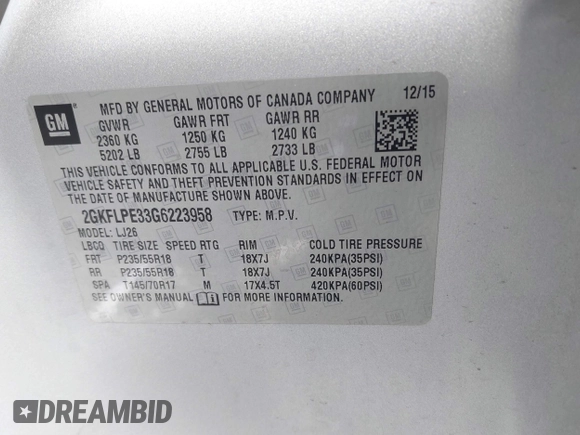 GM
MFD BY GENERAL MOTORS OF CANADA COMPANY 12/15
GVWR GAWR FRT GAWR RR
2360 KG 1250 KG 1240 KG
5202 LB 2755 LB 2733 LB
THIS VEHICLE CONFORMS TO ALL APPLICABLE U.S. FEDERAL MOTOR
VEHICLE SAFETY AND THEFT PREVENTION STANDARDS IN EFFECT ON
THE DATE OF MANUFACTURE SHOWN ABOVE.
2GKFLPE33G6223958 TYPE: M.P.V.
MODEL: LJ26
LBCQ TIRE SIZE SPEED RTG RIM COLD TIRE PRESSURE
FRT P235/55R18 T 18X7J 240KPA(35PSI)
RR P235/55R18 T 18X7J 240KPA(35PSI)
SPA T145/70R17 M 17X4.5T 420KPA(60PSI)
SEE OWNER'S MANUAL FOR MORE INFORMATION.
DREAMBID